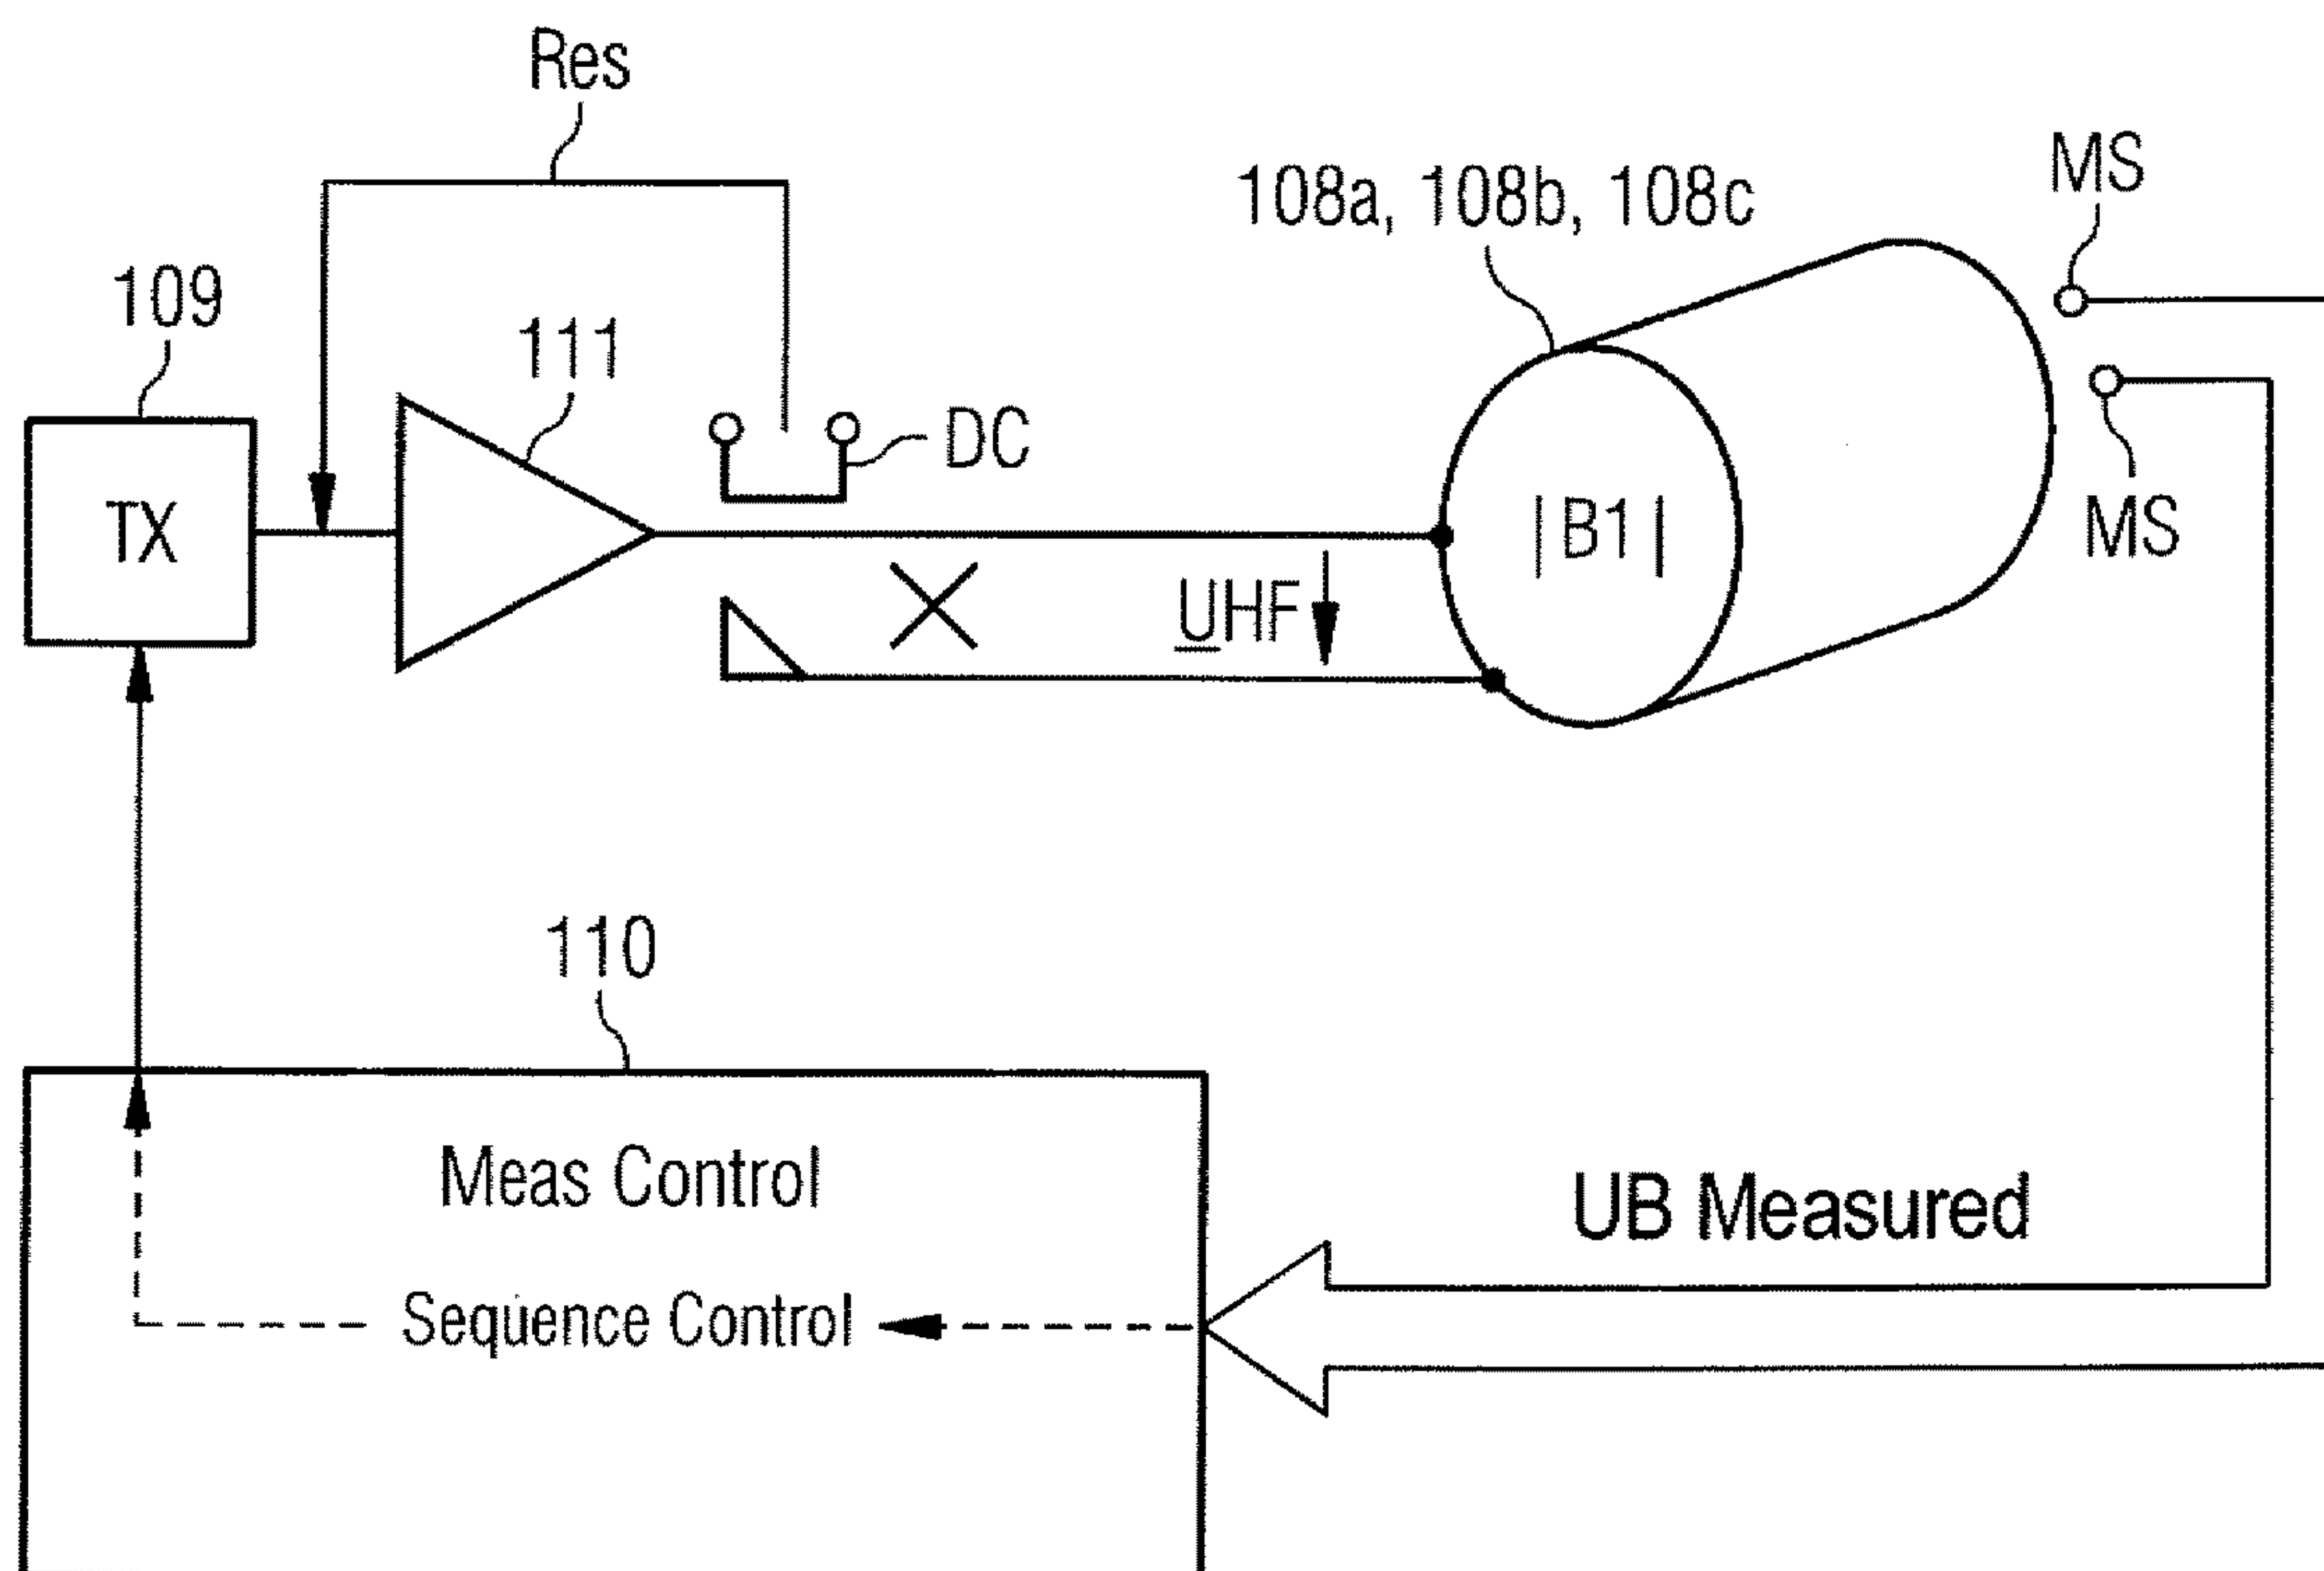 Res
108a, 108b, 108c
MS
109
111
DC
TX
|B1|
MS
UHF
110
Meas Control
UB Measured
Sequence Control